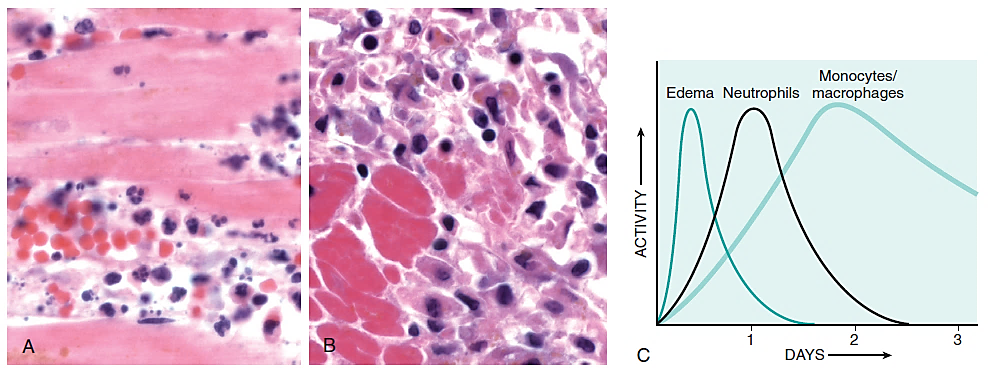 A
B
Monocytes/
macrophages
Edema
Neutrophils
ACTIVITY
1
2
3
DAYS
C